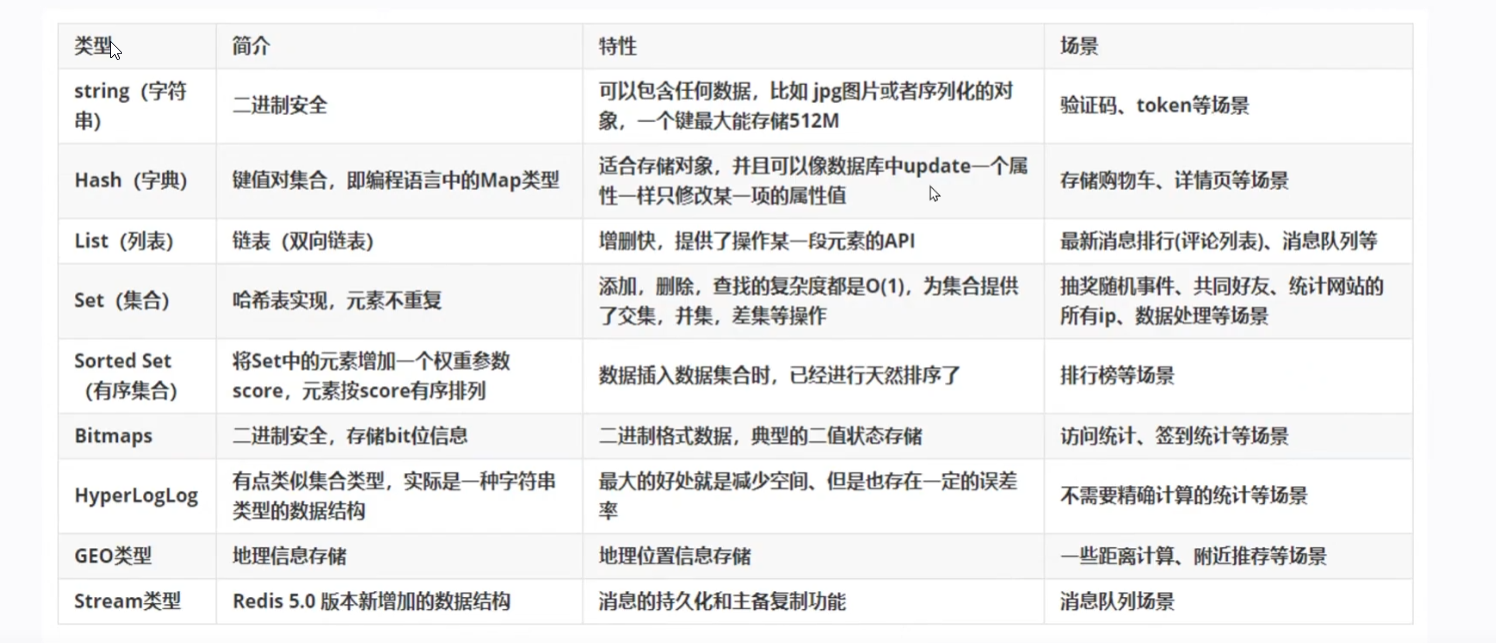 类型 简介 特性 场景
string（字符
串） 二进制安全 可以包含任何数据，比如 jpg图片或者序列化的对
象，一个键最大能存储512M 验证码、token等场景
Hash（字典） 键值对集合，即编程语言中的Map类型 适合存储对象，并且可以像数据库中update一个属
性一样只修改某一项的属性值 存储购物车、详情页等场景
List（列表） 链表（双向链表） 增删快，提供了操作某一段元素的API 最新消息排行(评论列表)、消息队列等
Set（集合） 哈希表实现，元素不重复 添加，删除，查找的复杂度都是O(1)，为集合提供
了交集，并集，差集等操作 抽奖随机事件、共同好友、统计网站的
所有ip、数据处理等场景
Sorted Set
（有序集合） 将Set中的元素增加一个权重参数
score，元素按score有序排列 数据插入数据集合时，已经进行天然排序了 排行榜等场景
Bitmaps 二进制安全，存储bit位信息 二进制格式数据，典型的二值状态存储 访问统计、签到统计等场景
HyperLogLog 有点类似集合类型，实际是一种字符串
类型的数据结构 最大的好处就是减少空间、但是也存在一定的误差
率 不需要精确计算的统计等场景
GEO类型 地理信息存储 地理位置信息存储 一些距离计算、附近推荐等场景
Stream类型 Redis 5.0 版本新增加的数据结构 消息的持久化和主备复制功能 消息队列场景